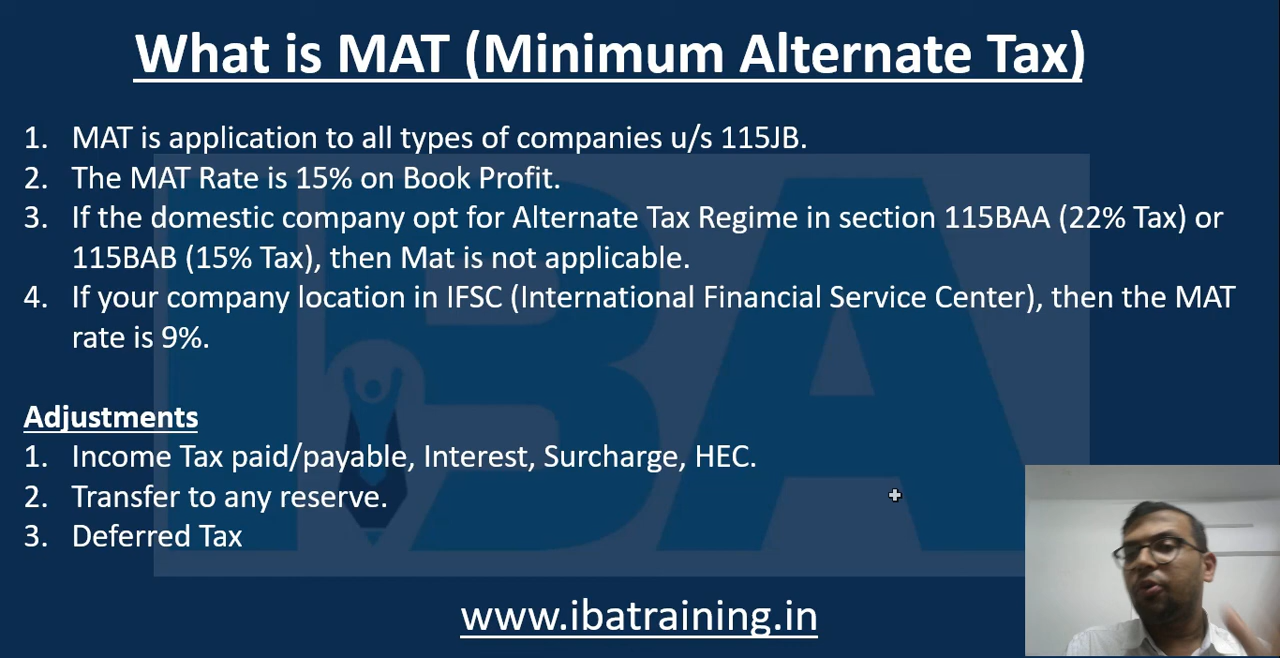 What is MAT (Minimum Alternate Tax)
1. MAT is application to all types of companies u/s 115JB.
2. The MAT Rate is 15% on Book Profit.
3. If the domestic company opt for Alternate Tax Regime in section 115BAA (22% Tax) or
115BAB (15% Tax), then Mat is not applicable.
4. If your company location in IFSC (International Financial Service Center), then the MAT
rate is 9%.
Adjustments
1. Income Tax paid/payable, Interest, Surcharge, HEC.
2. Transfer to any reserve.
3. Deferred Tax
IBA
www.ibatraining.in